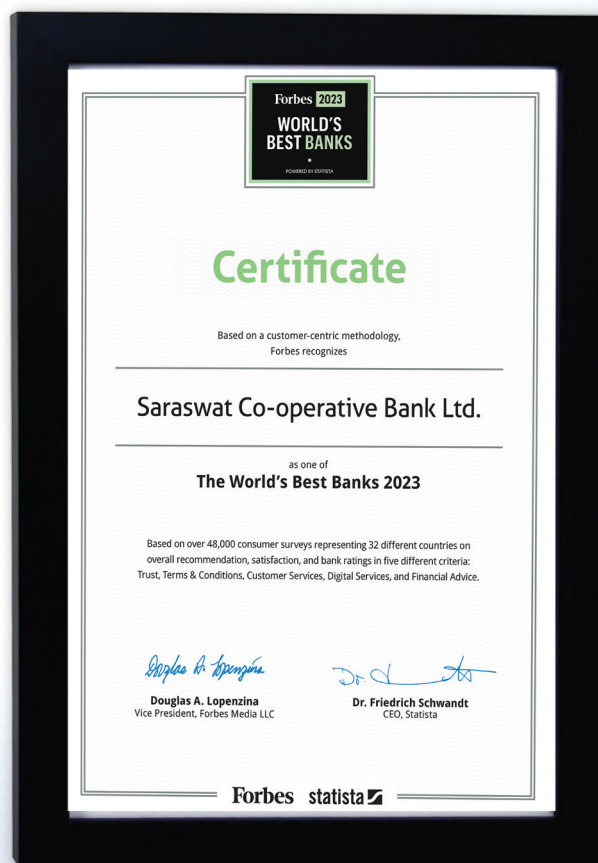 Forbes 2023
WORLD'S
BEST BANKS
POWERED BY STATISTA
Certificate
Based on a customer-centric methodology,
Forbes recognizes
Saraswat Co-operative Bank Ltd.
as one of
The World's Best Banks 2023
Based on over 48,000 consumer surveys representing 32 different countries on
overall recommendation, satisfaction, and bank ratings in five different criteria:
Trust, Terms & Conditions, Customer Services, Digital Services, and Financial Advice.
Douglas A. Lopenzina
Dr.
Douglas A. Lopenzina
Dr. Friedrich Schwandt
Vice President, Forbes Media LLC
CEO, Statista
Forbes statista